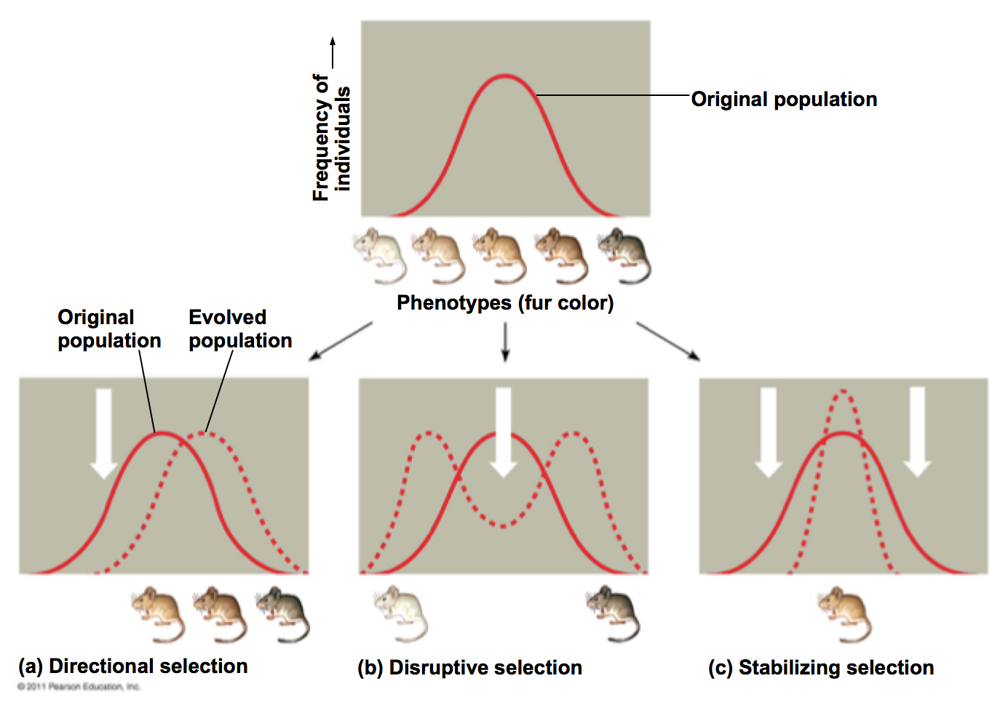 Frequency of
individuals
Original population
Phenotypes (fur color)
Original
population
Evolved
population
(a) Directional selection
(b) Disruptive selection
(c) Stabilizing selection
© 2011 Pearson Education, Inc.